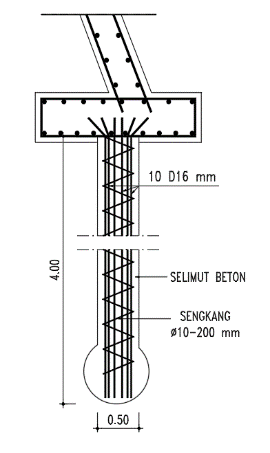 10 D16 mm
SELIMUT BETON
4.00
SENGKANG
Ø10-200 mm
0.50